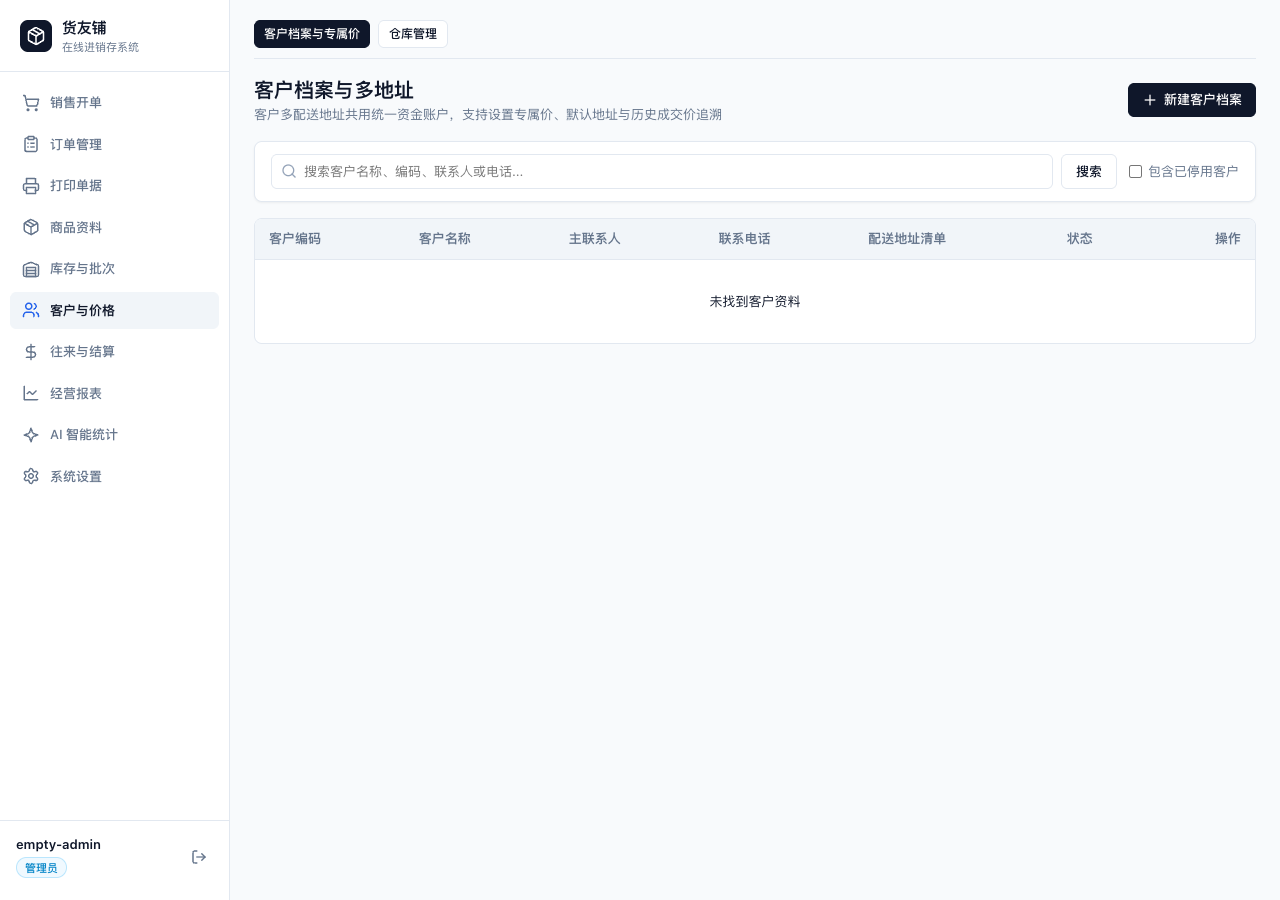 货友铺
在线进销存系统
销售开单
订单管理
打印单据
商品资料
库存与批次
客户与价格
往来与结算
经营报表
AI 智能统计
系统设置
empty-admin
管理员
客户档案与专属价 仓库管理
客户档案与多地址
客户多配送地址共用统一资金账户，支持设置专属价、默认地址与历史成交价追溯
新建客户档案
搜索客户名称、编码、联系人或电话... 搜索 包含已停用客户
客户编码 客户名称 主联系人 联系电话 配送地址清单 状态 操作
未找到客户资料